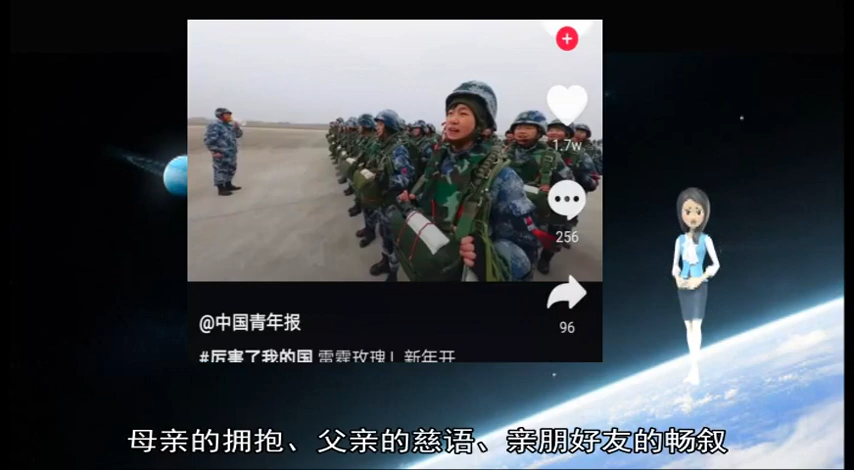 1.7w
256
96
@中国青年报
#厉害了我的国 雷霆玫瑰！新年开
母亲的拥抱、父亲的慈语、亲朋好友的畅叙